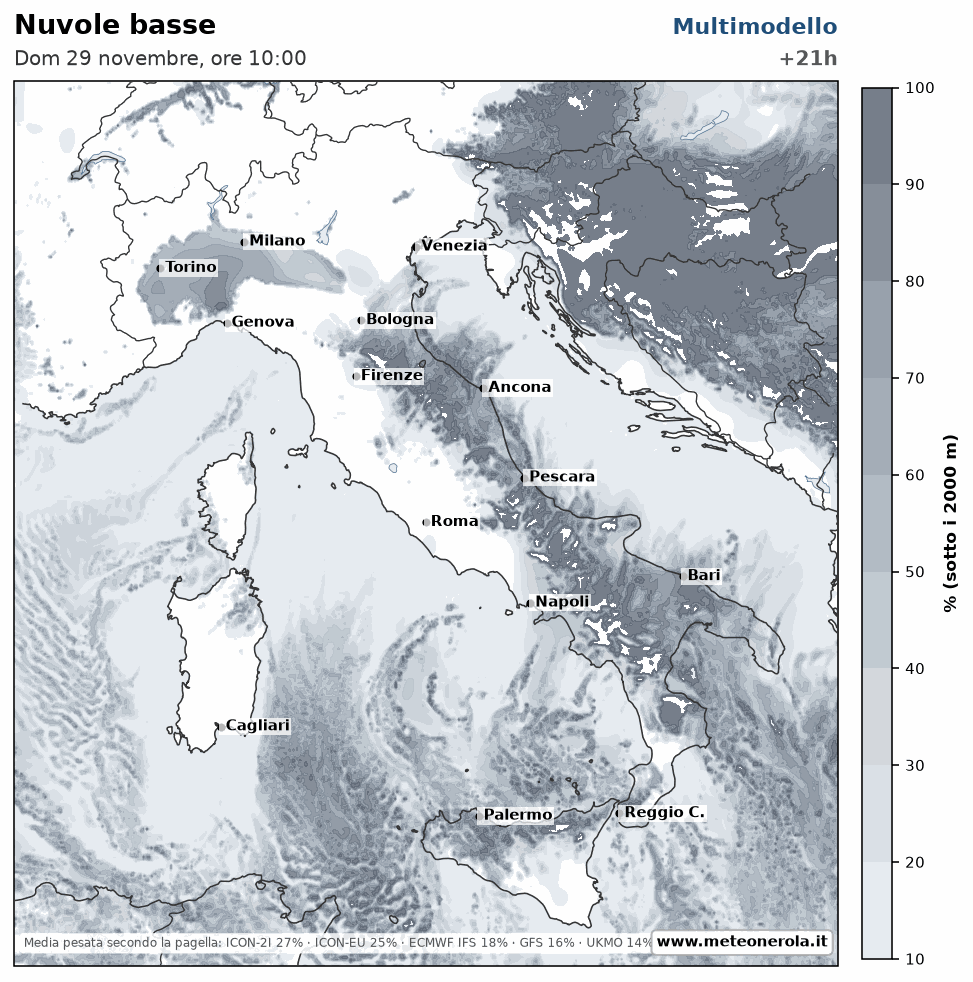 Nuvole basse
Multimodello
Dom 29 novembre, ore 10:00
+21h
100
90
80
70
60
50
40
30
20
10
% (sotto i 2000 m)
Milano
Venezia
Torino
Genova
Bologna
Firenze
Ancona
Pescara
Roma
Bari
Napoli
Cagliari
Palermo
Reggio C.
Media pesata secondo la pagella: ICON-2I 27% · ICON-EU 25% · ECMWF IFS 18% · GFS 16% · UKMO 14%
www.meteonerola.it